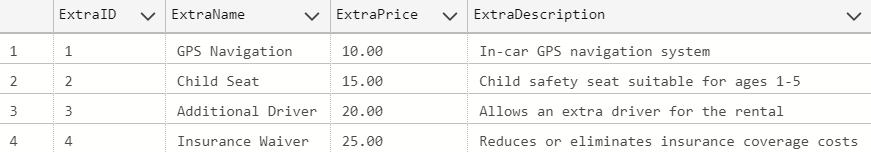 ExtraID ExtraName ExtraPrice ExtraDescription
1 1 GPS Navigation 10.00 In-car GPS navigation system
2 2 Child Seat 15.00 Child safety seat suitable for ages 1-5
3 3 Additional Driver 20.00 Allows an extra driver for the rental
4 4 Insurance Waiver 25.00 Reduces or eliminates insurance coverage costs